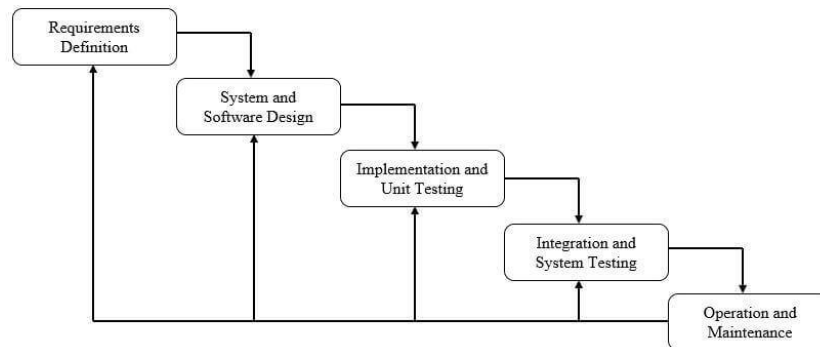 Requirements
Definition
System and
Software Design
Implementation and
Unit Testing
Integration and
System Testing
Operation and
Maintenance